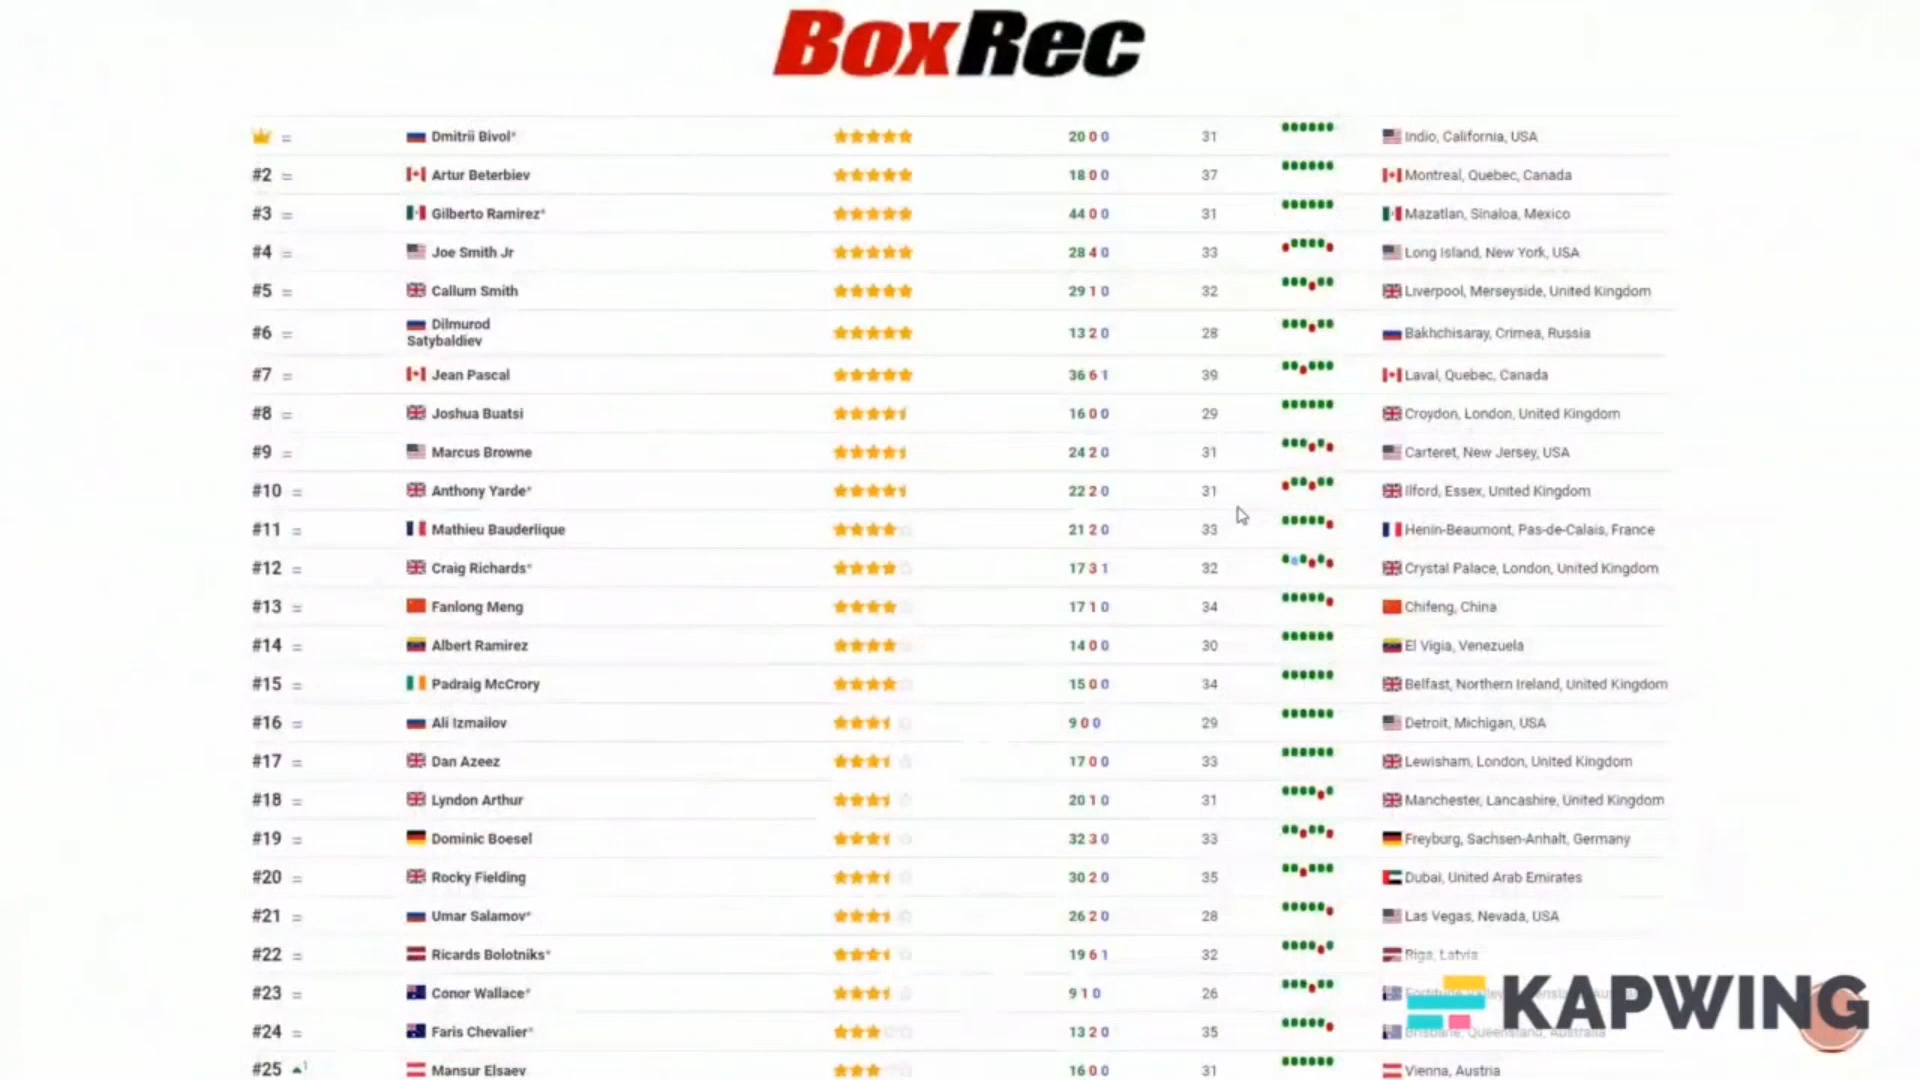 BoxRec
= Dmitrii Bivol* 20 0 0 31 Indio, California, USA
#2 = Artur Beterbiev 18 0 0 37 Montreal, Quebec, Canada
#3 = Gilberto Ramirez* 44 0 0 31 Mazatlan, Sinaloa, Mexico
#4 = Joe Smith Jr 28 4 0 33 Long Island, New York, USA
#5 = Callum Smith 29 1 0 32 Liverpool, Merseyside, United Kingdom
#6 = Dilmurod Satybaldiev 13 2 0 28 Bakhchisaray, Crimea, Russia
#7 = Jean Pascal 36 6 1 39 Laval, Quebec, Canada
#8 = Joshua Buatsi 16 0 0 29 Croydon, London, United Kingdom
#9 = Marcus Browne 24 2 0 31 Carteret, New Jersey, USA
#10 = Anthony Yarde* 22 2 0 31 Ilford, Essex, United Kingdom
#11 = Mathieu Bauderlique 21 2 0 33 Henin-Beaumont, Pas-de-Calais, France
#12 = Craig Richards* 17 3 1 32 Crystal Palace, London, United Kingdom
#13 = Fanlong Meng 17 1 0 34 Chifeng, China
#14 = Albert Ramirez 14 0 0 30 El Vigia, Venezuela
#15 = Padraig McCrory 15 0 0 34 Belfast, Northern Ireland, United Kingdom
#16 = Ali Izmailov 9 0 0 29 Detroit, Michigan, USA
#17 = Dan Azeez 17 0 0 33 Lewisham, London, United Kingdom
#18 = Lyndon Arthur 20 1 0 31 Manchester, Lancashire, United Kingdom
#19 = Dominic Boesel 32 3 0 33 Freyburg, Sachsen-Anhalt, Germany
#20 = Rocky Fielding 30 2 0 35 Dubai, United Arab Emirates
#21 = Umar Salamov* 26 2 0 28 Las Vegas, Nevada, USA
#22 = Ricards Bolotniks* 19 6 1 32 Riga, Latvia
#23 = Conor Wallace* 9 1 0 26
KAPWING
#24 = Faris Chevalier* 13 2 0 35 Brisbane, Queensland, Australia
#25 1 Mansur Elsaev 16 0 0 31 Vienna, Austria